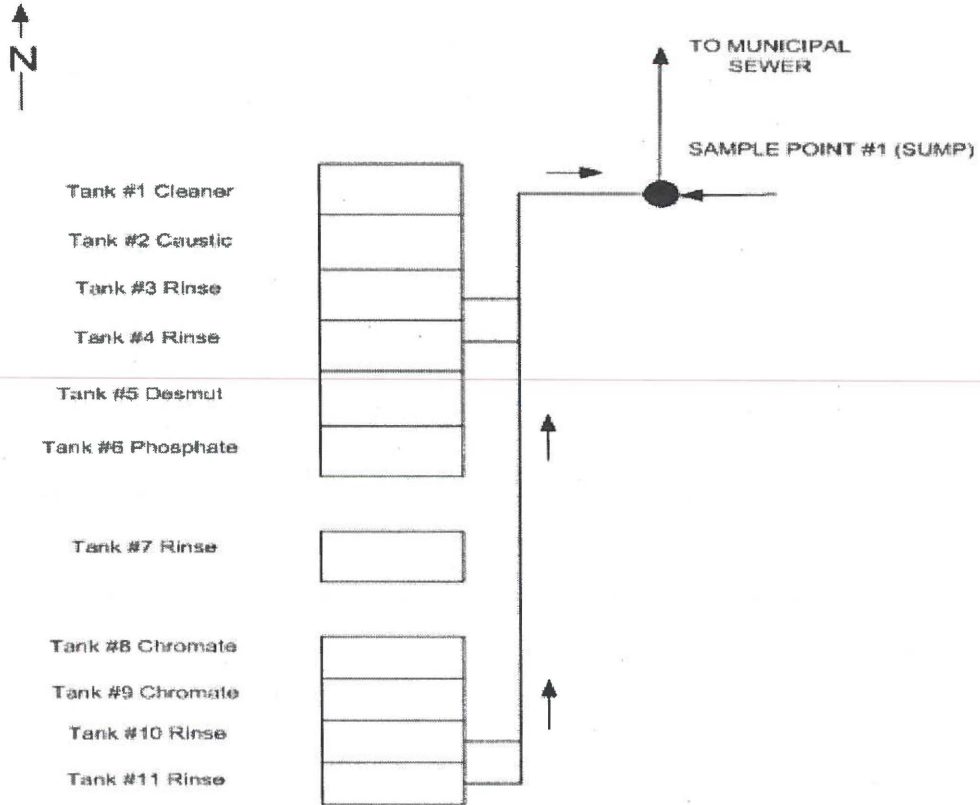 N
TO MUNICIPAL
SEWER
SAMPLE POINT #1 (SUMP)
Tank #1 Cleaner
Tank #2 Caustic
Tank #3 Rinse
Tank #4 Rinse
Tank #5 Desmut
Tank #6 Phosphate
Tank #7 Rinse
Tank #8 Chromate
Tank #9 Chromate
Tank #10 Rinse
Tank #11 Rinse